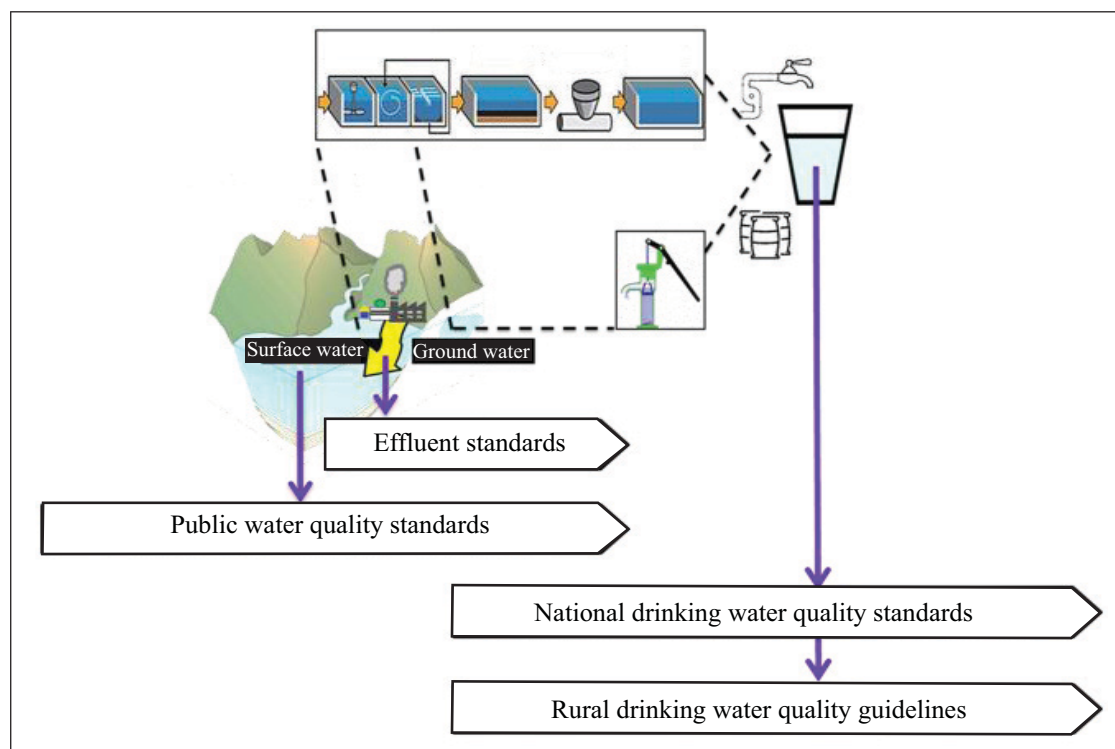 Surface water
Ground water
Effluent standards
Public water quality standards
National drinking water quality standards
Rural drinking water quality guidelines